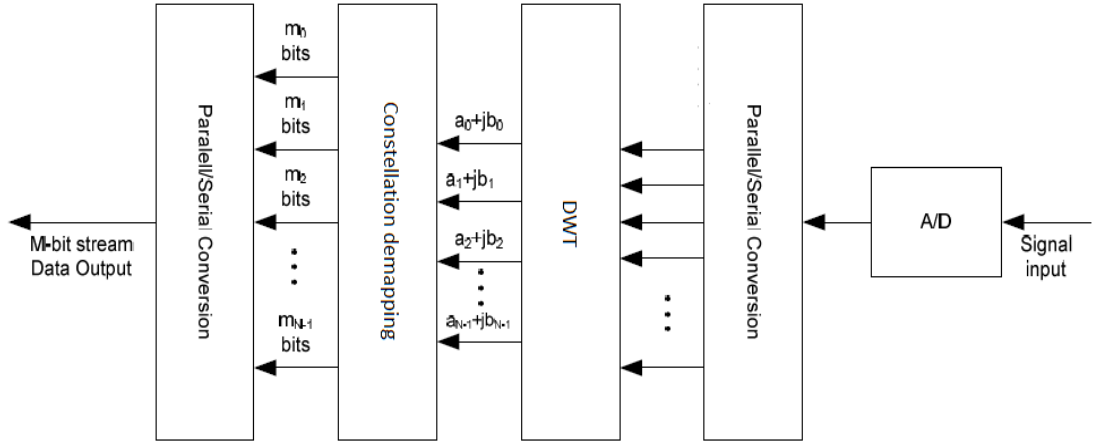 m0
bits
m1
bits
m2
bits
mN-1
bits
M-bit stream
Data Output
Paralell/Serial Conversion
Constellation demapping
a0+jb0
a1+jb1
a2+jb2
aN-1+jbN-1
DWT
Parallel/Serial Conversion
A/D
Signal
input